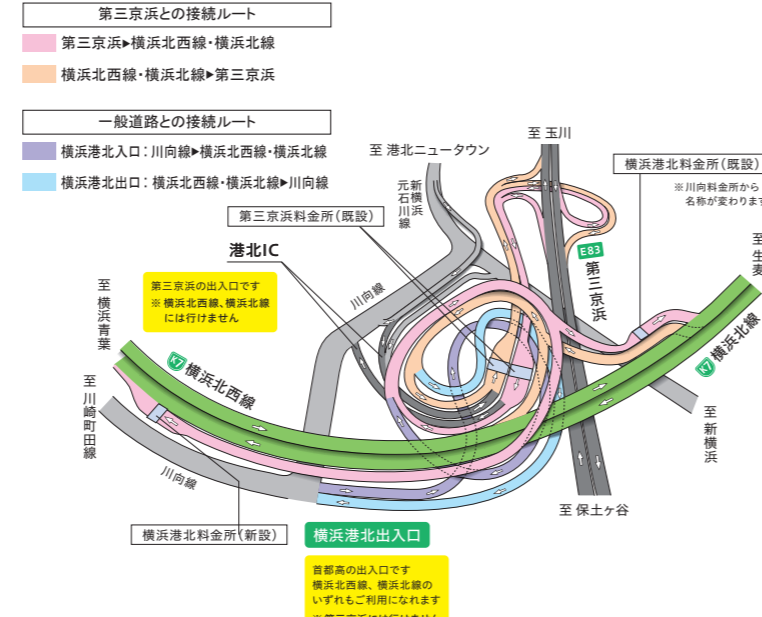 第三京浜との接続ルート
第三京浜▶横浜北西線・横浜北線
横浜北西線・横浜北線▶第三京浜
一般道路との接続ルート
横浜港北入口：川向線▶横浜北西線・横浜北線
横浜港北出口：横浜北西線・横浜北線▶川向線
至 玉川
至 港北ニュータウン
横浜港北料金所（既設）
※川向料金所から
名称が変わります
新横浜
元石川線
第三京浜料金所（既設）
港北IC
E83
第三京浜
至 生麦
第三京浜の出入口です
※ 横浜北西線、横浜北線
には行けません
川向線
至 横浜青葉
K7 横浜北西線
K7 横浜北線
至 川崎町田線
至 新横浜
川向線
至 保土ヶ谷
横浜港北料金所（新設）
横浜港北出入口
首都高の出入口です
横浜北西線、横浜北線の
いずれもご利用になれます
※ 第三京浜には行けません